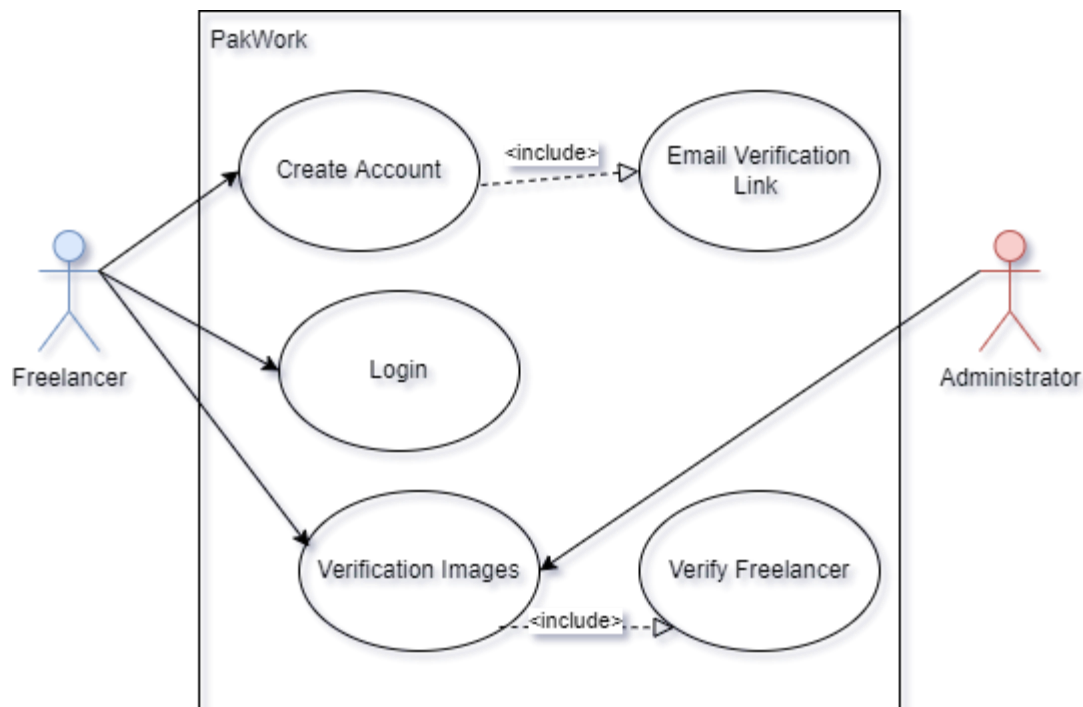 PakWork
Create Account
<include>
Email Verification
Link
Freelancer
Login
Administrator
Verification Images
<include>
Verify Freelancer